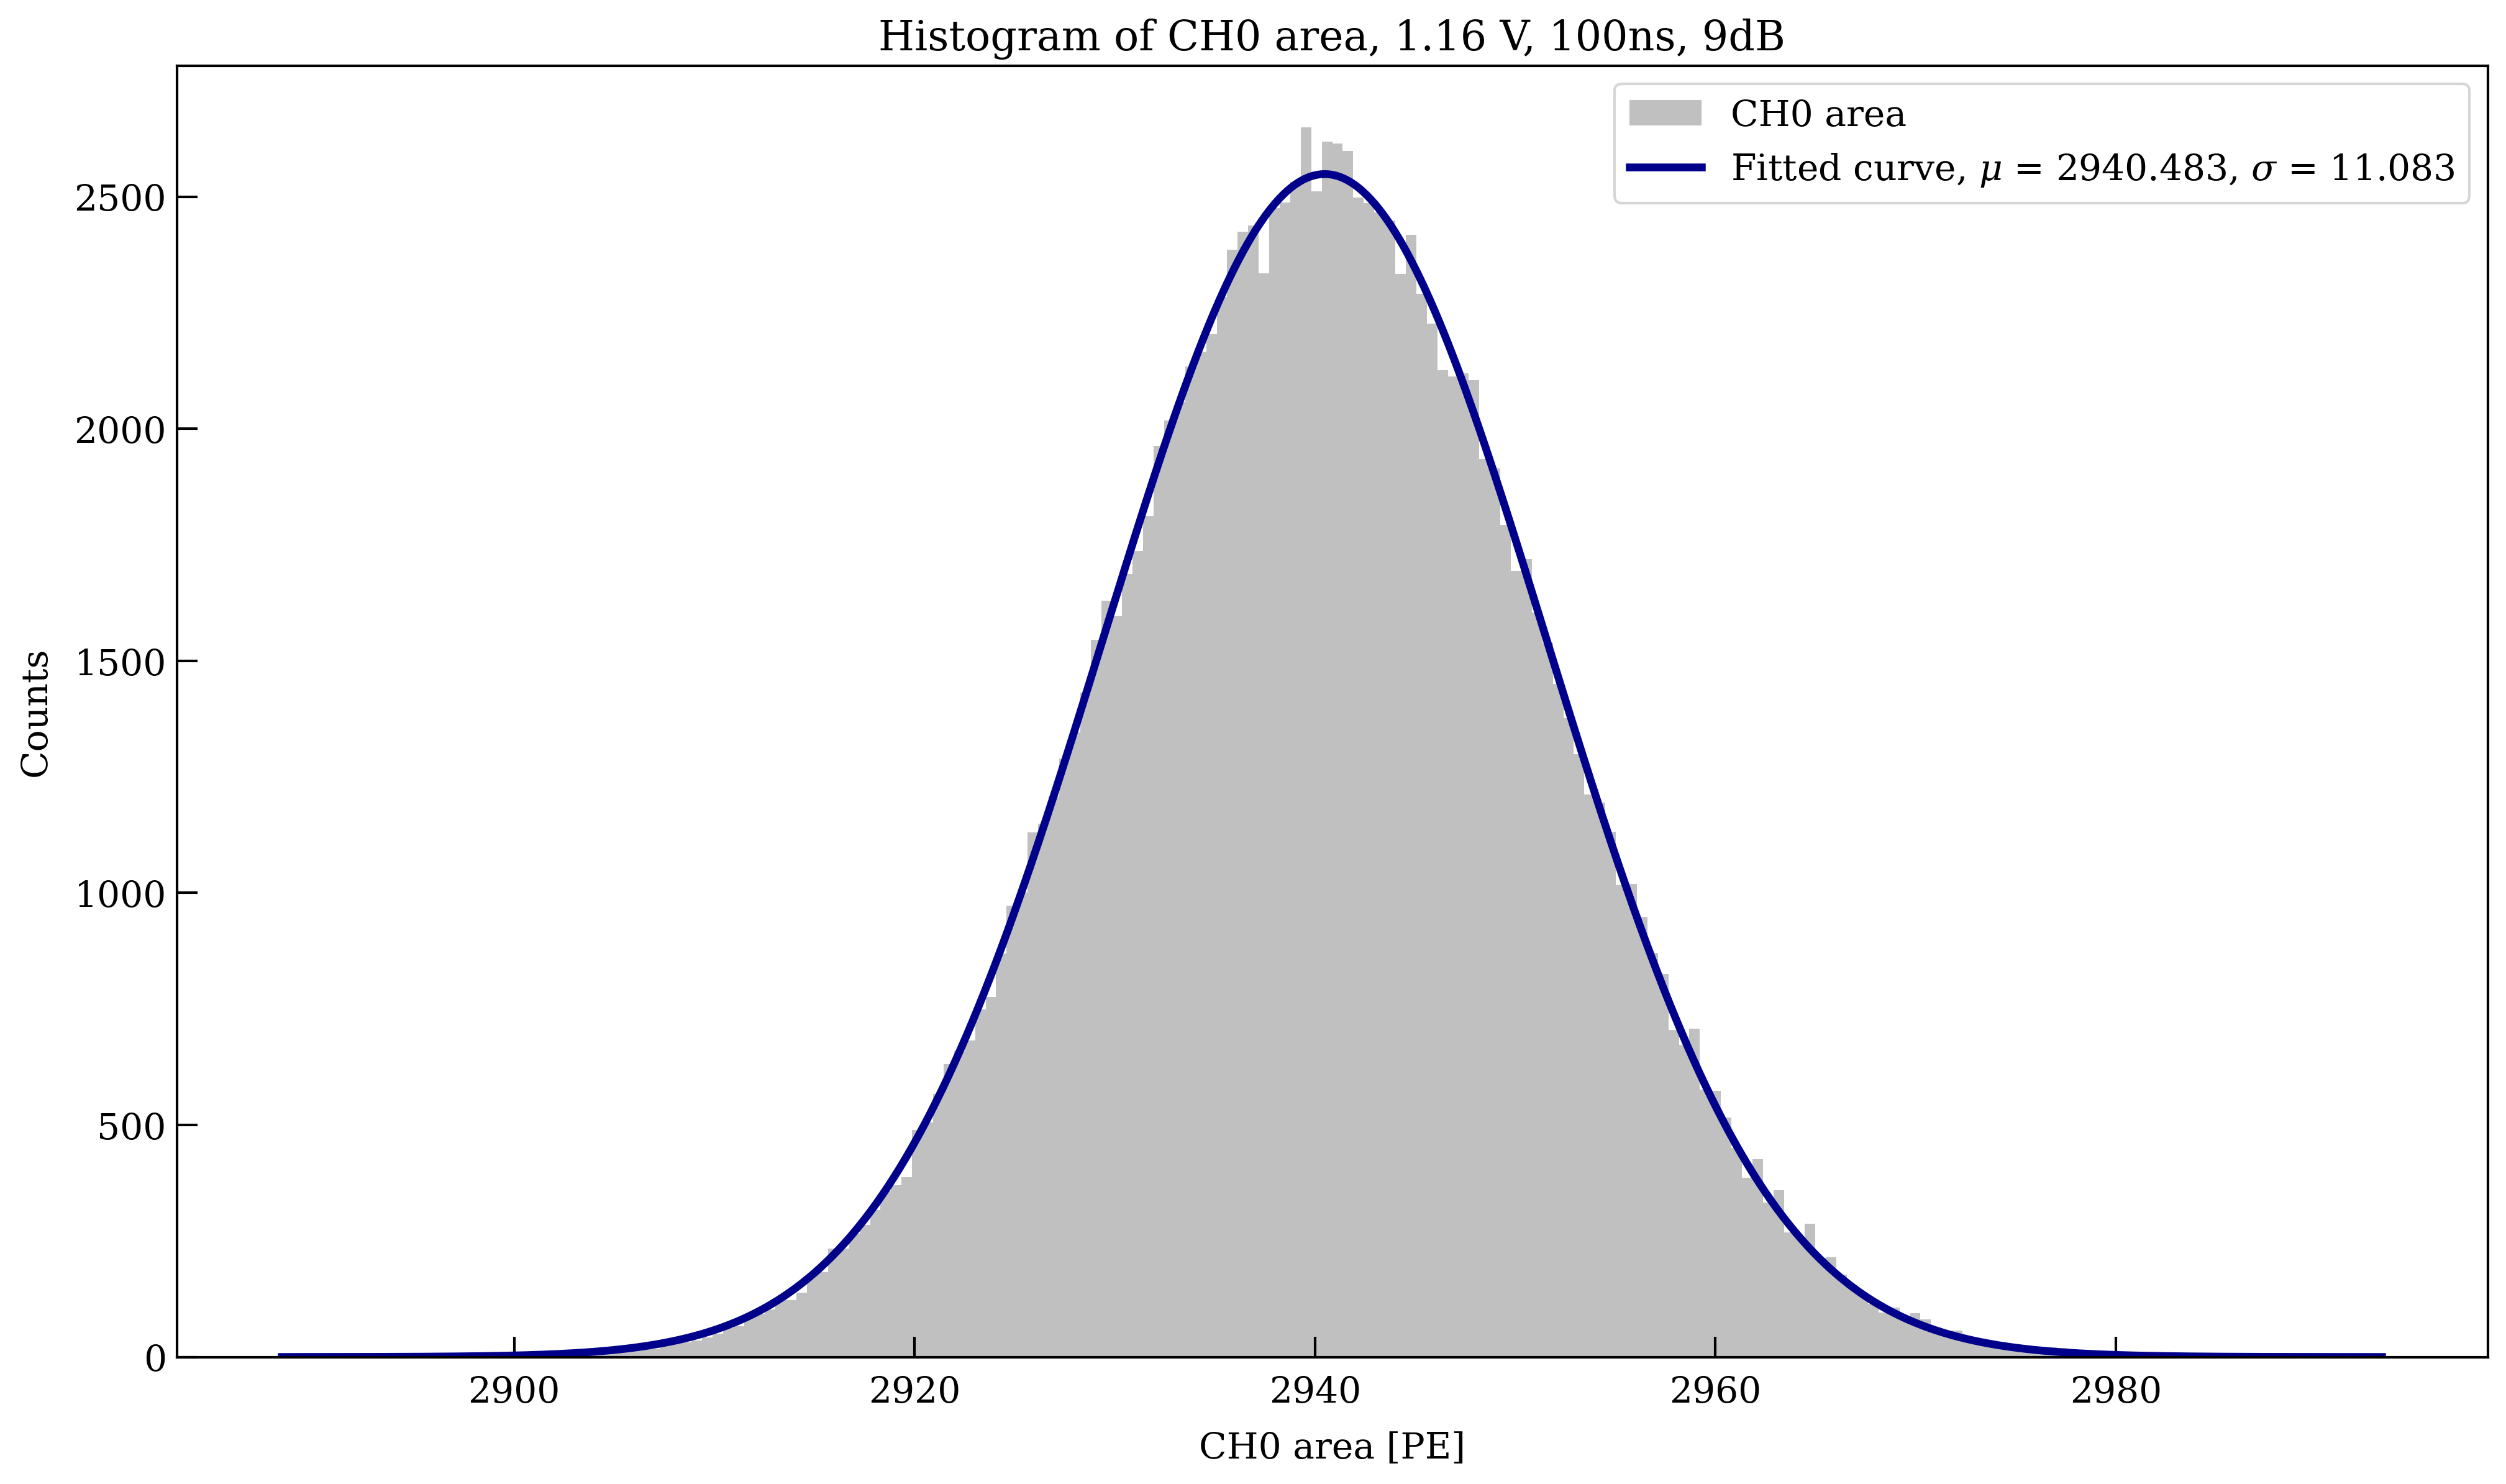 Histogram of CH0 area, 1.16 V, 100ns, 9dB
CH0 area
Fitted curve, μ = 2940.483, σ = 11.083
2500
2000
1500
1000
500
0
Counts
2900
2920
2940
2960
2980
CH0 area [PE]